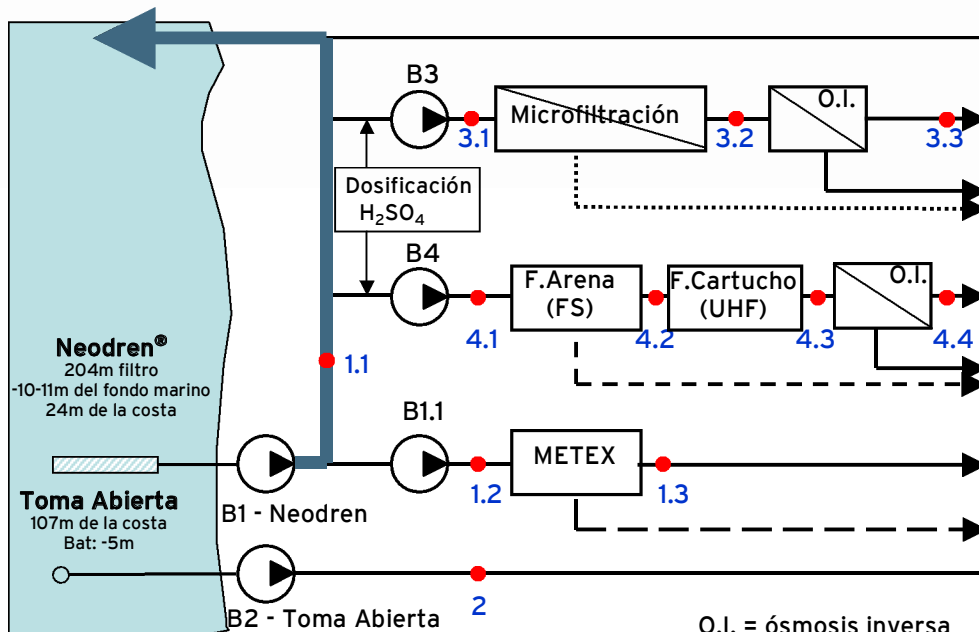 B3
3.1
Microfiltración
3.2
O.I.
3.3
Dosificación
H₂SO₄
B4
4.1
F.Arena
(FS)
4.2
F.Cartucho
(UHF)
4.3
O.I.
4.4
Neodren®
204m filtro
-10-11m del fondo marino
24m de la costa
1.1
B1.1
1.2
METEX
1.3
B1 - Neodren
Toma Abierta
107m de la costa
Bat: -5m
B2 - Toma Abierta
2
O.I. = ósmosis inversa